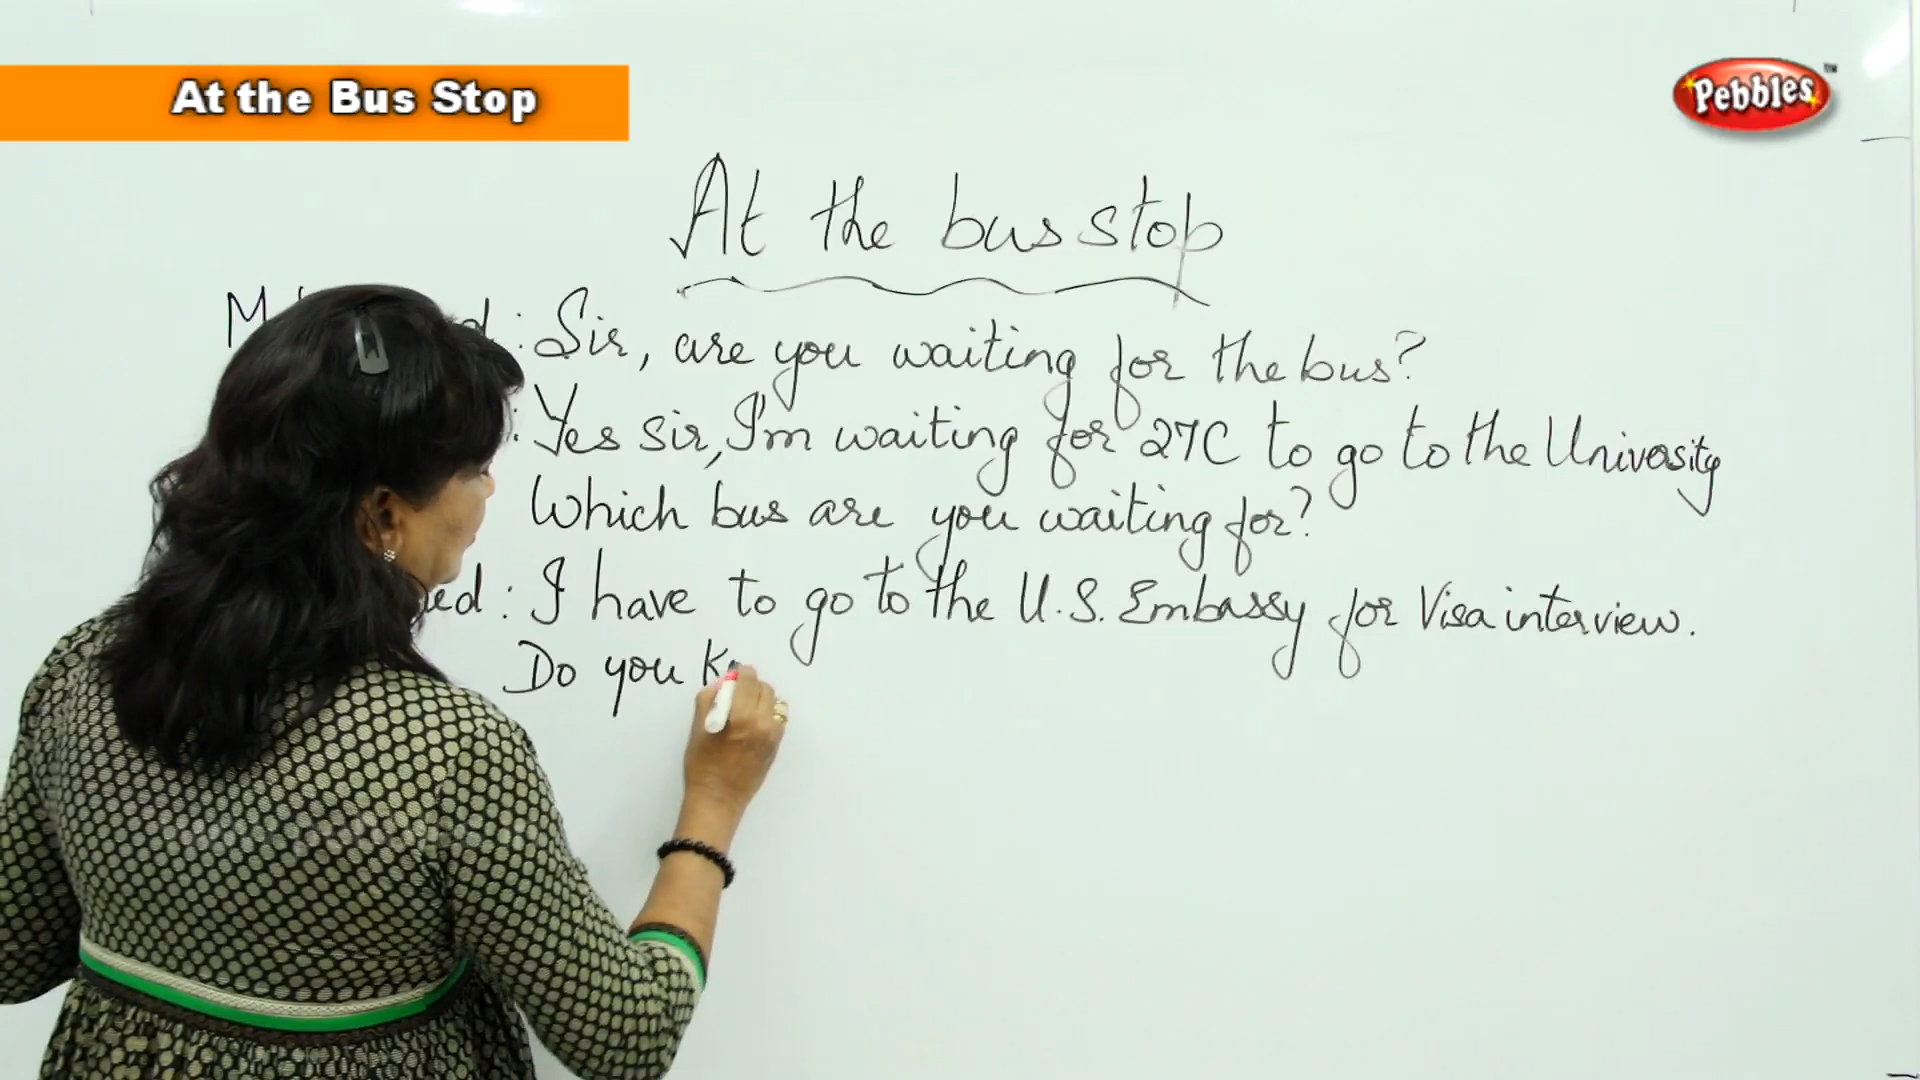 At the Bus Stop
Pebbles™
At the bus stop
: Sir, are you waiting for the bus?
: Yes sir, I'm waiting for 27C to go to the University
Which bus are you waiting for?
: I have to go to the U.S. Embassy for Visa interview.
Do you